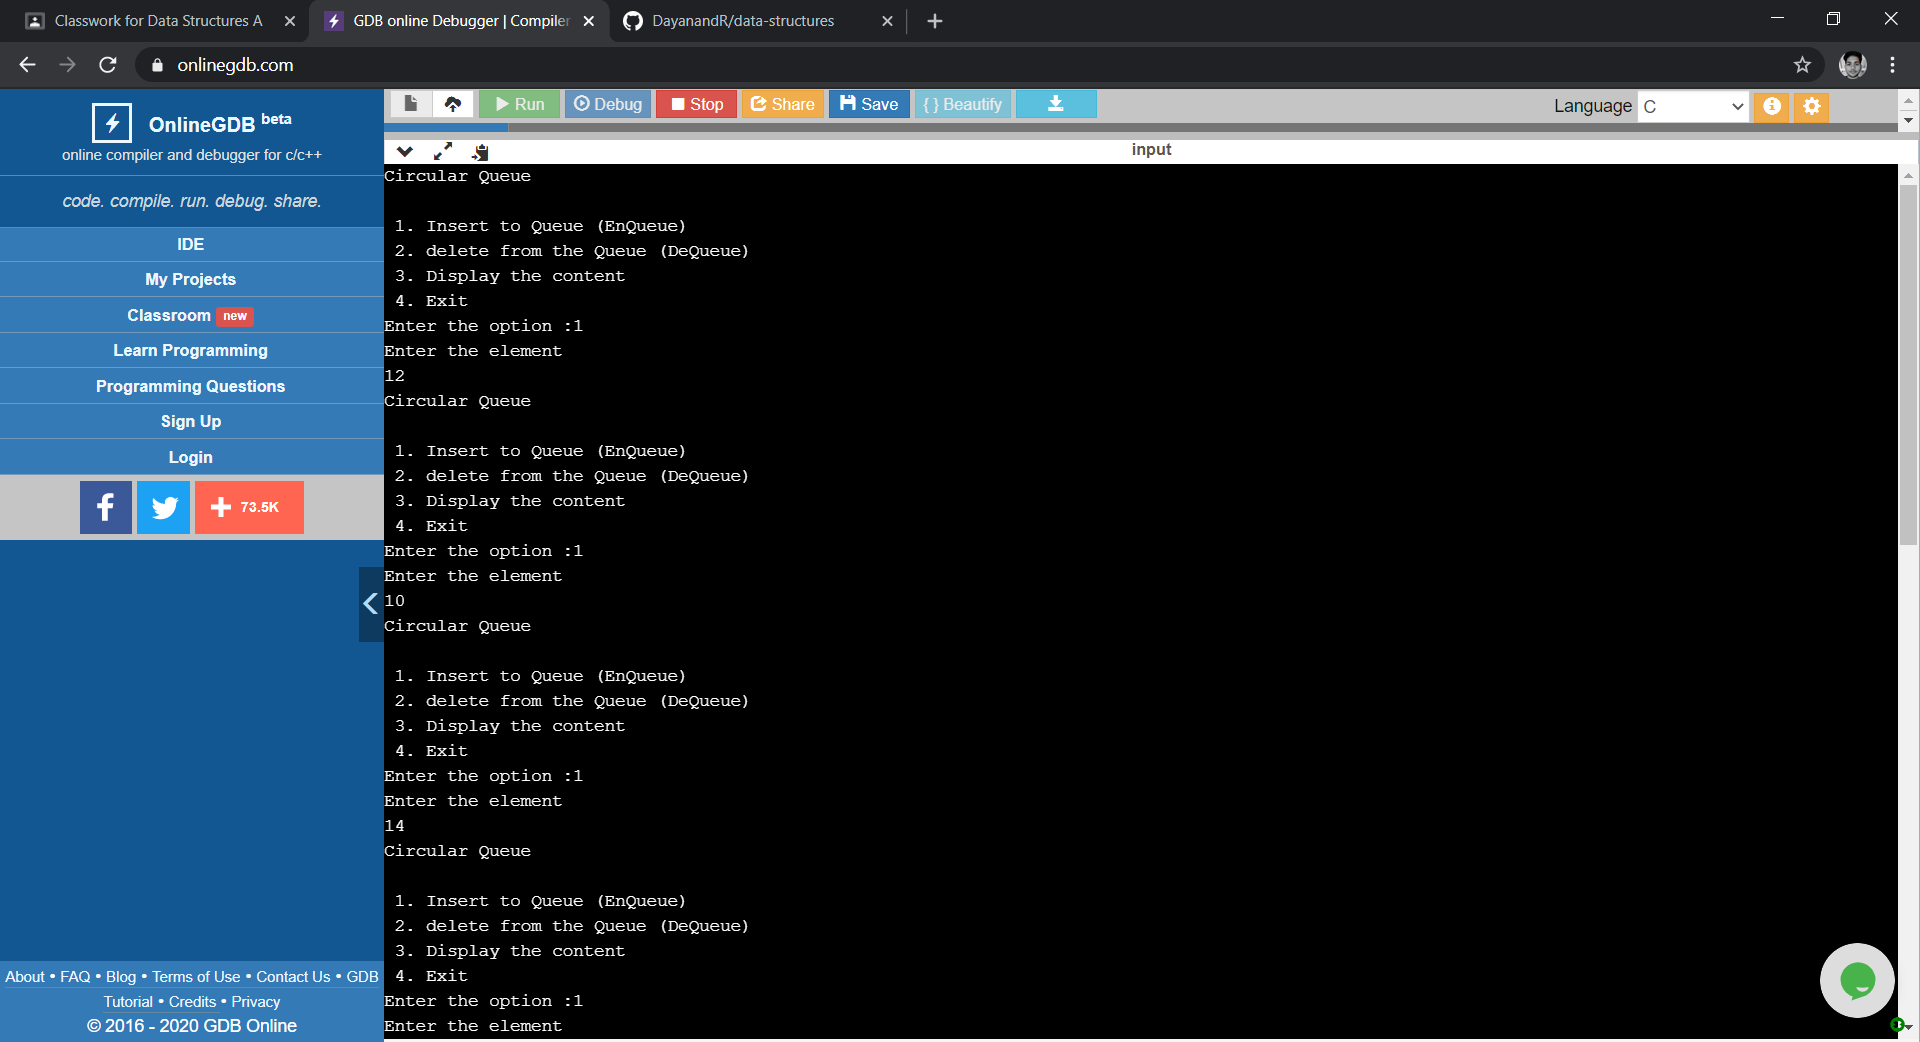 Classwork for Data Structures A
GDB online Debugger | Compiler
DayanandR/data-structures
onlinegdb.com
OnlineGDB beta
online compiler and debugger for c/c++
code. compile. run. debug. share.
IDE
My Projects
Classroom new
Learn Programming
Programming Questions
Sign Up
Login
73.5K
About • FAQ • Blog • Terms of Use • Contact Us • GDB
Tutorial • Credits • Privacy
© 2016 - 2020 GDB Online
Run Debug Stop Share Save { } Beautify
Language C
input
Circular Queue
1. Insert to Queue (EnQueue)
2. delete from the Queue (DeQueue)
3. Display the content
4. Exit
Enter the option :1
Enter the element
12
Circular Queue
1. Insert to Queue (EnQueue)
2. delete from the Queue (DeQueue)
3. Display the content
4. Exit
Enter the option :1
Enter the element
10
Circular Queue
1. Insert to Queue (EnQueue)
2. delete from the Queue (DeQueue)
3. Display the content
4. Exit
Enter the option :1
Enter the element
14
Circular Queue
1. Insert to Queue (EnQueue)
2. delete from the Queue (DeQueue)
3. Display the content
4. Exit
Enter the option :1
Enter the element